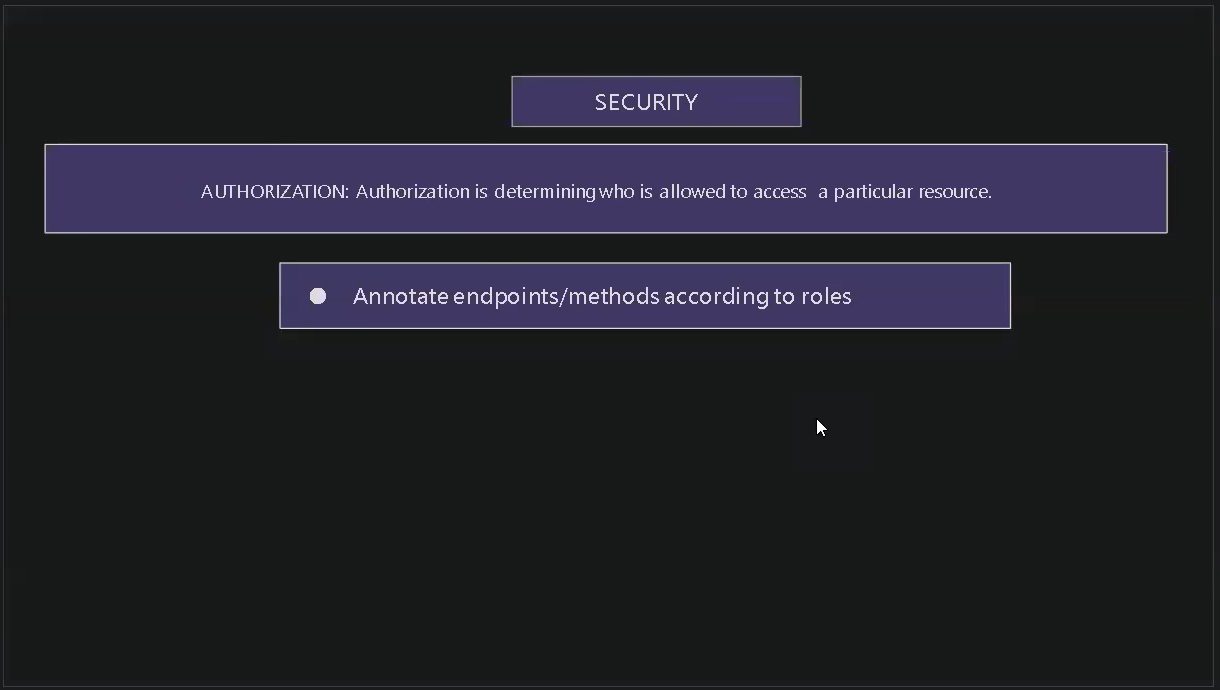 SECURITY
AUTHORIZATION: Authorization is determining who is allowed to access a particular resource.
● Annotate endpoints/methods according to roles